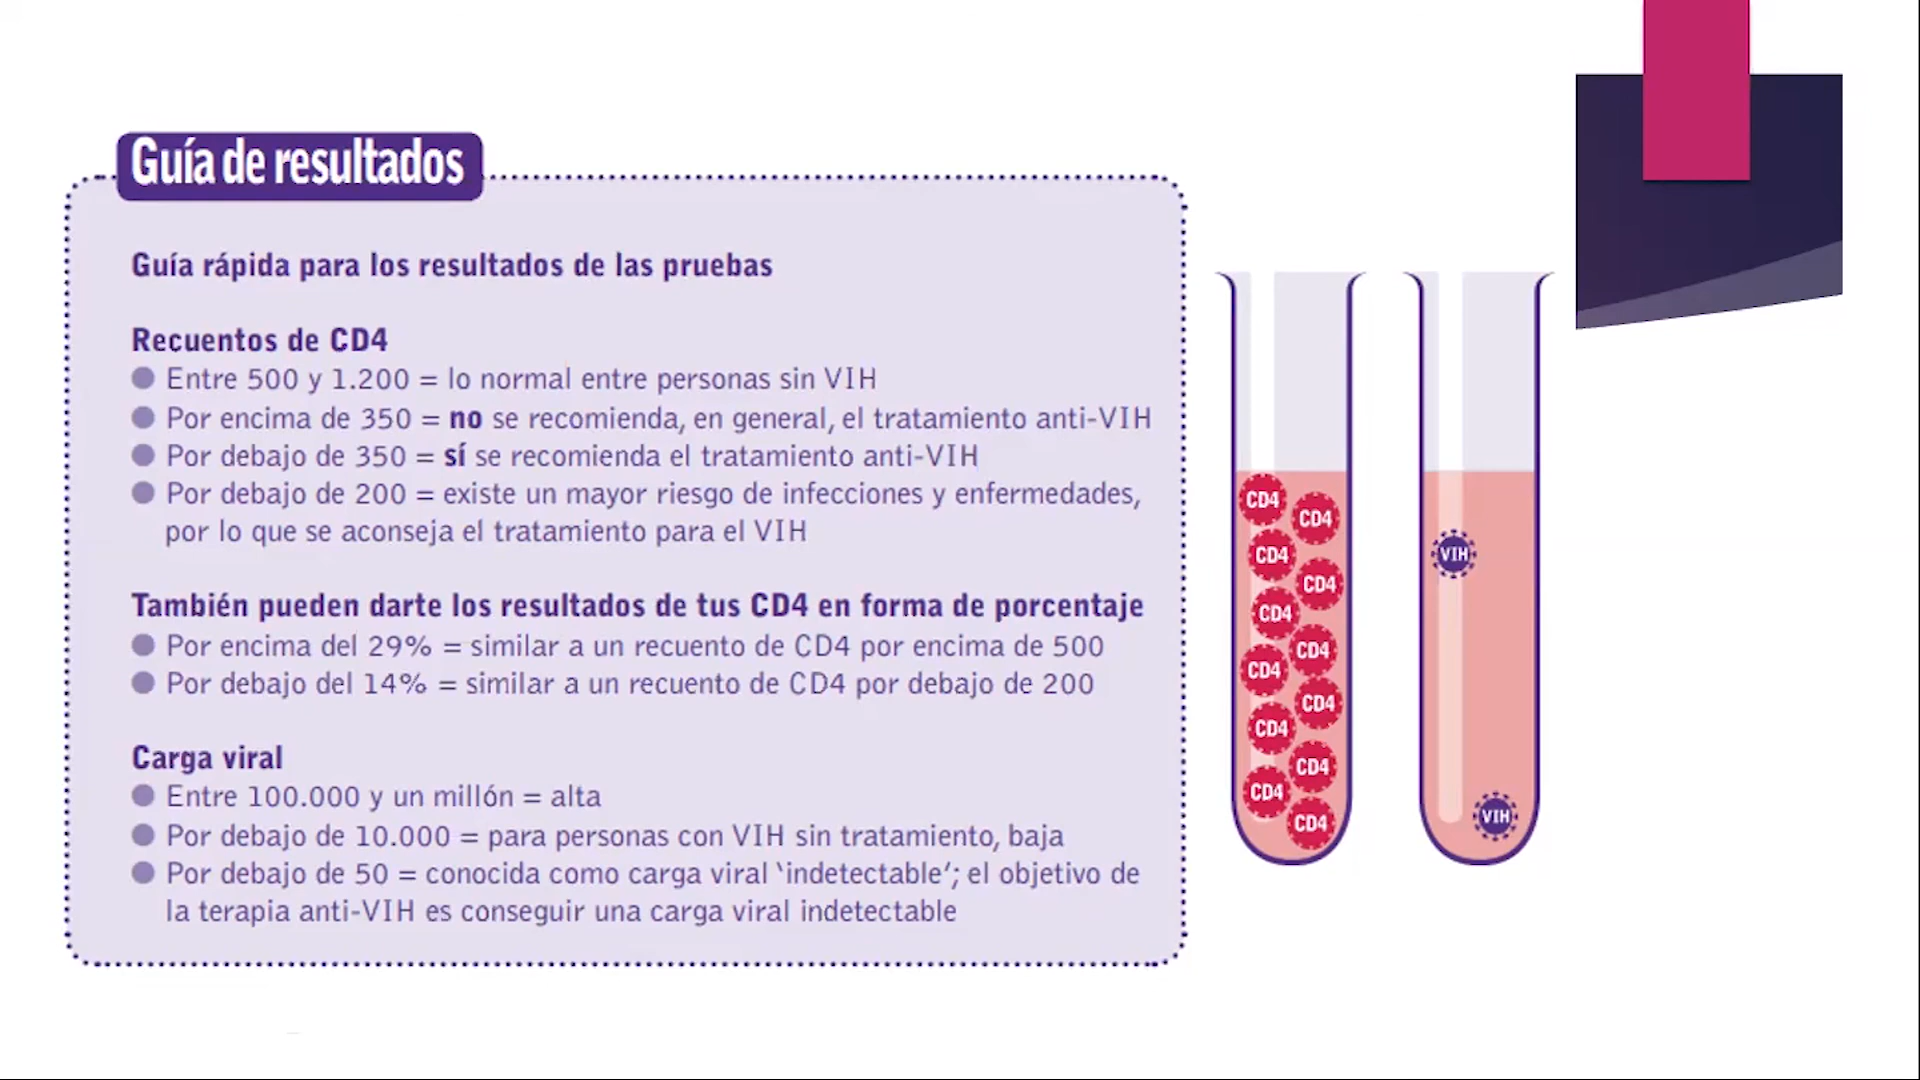 Guía de resultados
Guía rápida para los resultados de las pruebas
Recuentos de CD4
Entre 500 y 1.200 = lo normal entre personas sin VIH
Por encima de 350 = no se recomienda, en general, el tratamiento anti-VIH
Por debajo de 350 = sí se recomienda el tratamiento anti-VIH
Por debajo de 200 = existe un mayor riesgo de infecciones y enfermedades,
por lo que se aconseja el tratamiento para el VIH
También pueden darte los resultados de tus CD4 en forma de porcentaje
Por encima del 29% = similar a un recuento de CD4 por encima de 500
Por debajo del 14% = similar a un recuento de CD4 por debajo de 200
Carga viral
Entre 100.000 y un millón = alta
Por debajo de 10.000 = para personas con VIH sin tratamiento, baja
Por debajo de 50 = conocida como carga viral ‘indetectable’; el objetivo de
la terapia anti-VIH es conseguir una carga viral indetectable
CD4
CD4
CD4
CD4
CD4
CD4
CD4
CD4
CD4
CD4
CD4
CD4
VIH
VIH